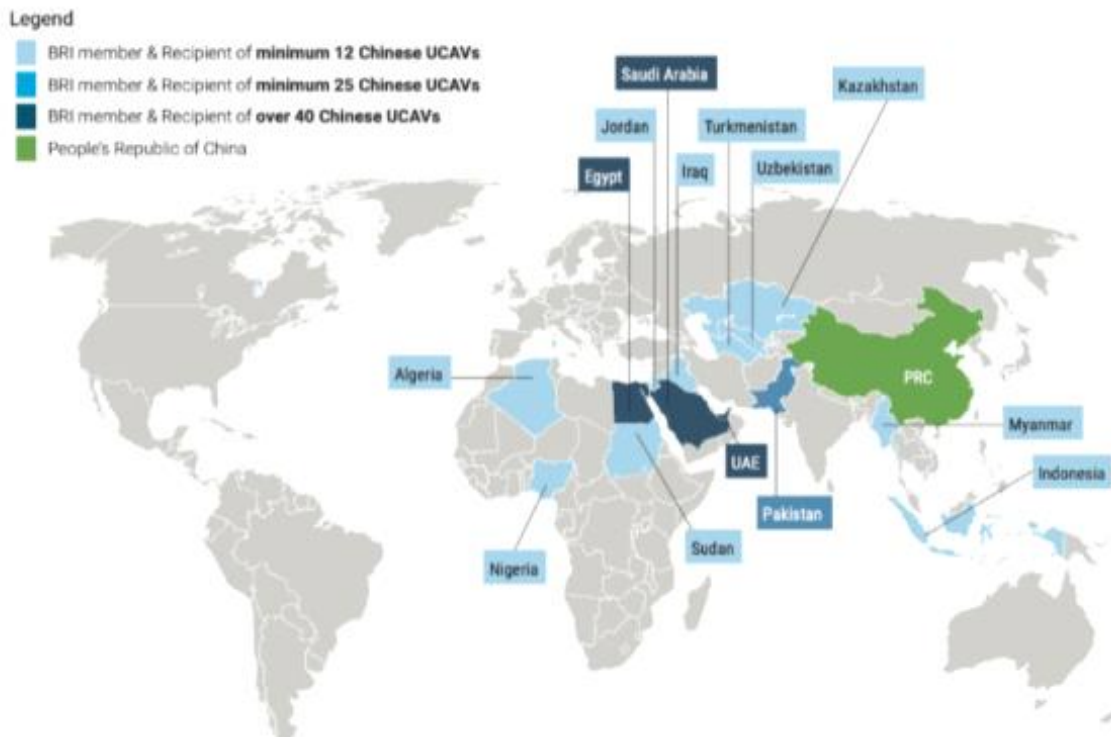 Legend
BRI member & Recipient of minimum 12 Chinese UCAVs
BRI member & Recipient of minimum 25 Chinese UCAVs
BRI member & Recipient of over 40 Chinese UCAVs
People's Republic of China
Saudi Arabia
Kazakhstan
Jordan
Turkmenistan
Egypt
Iraq
Uzbekistan
Algeria
PRC
Myanmar
UAE
Indonesia
Pakistan
Sudan
Nigeria